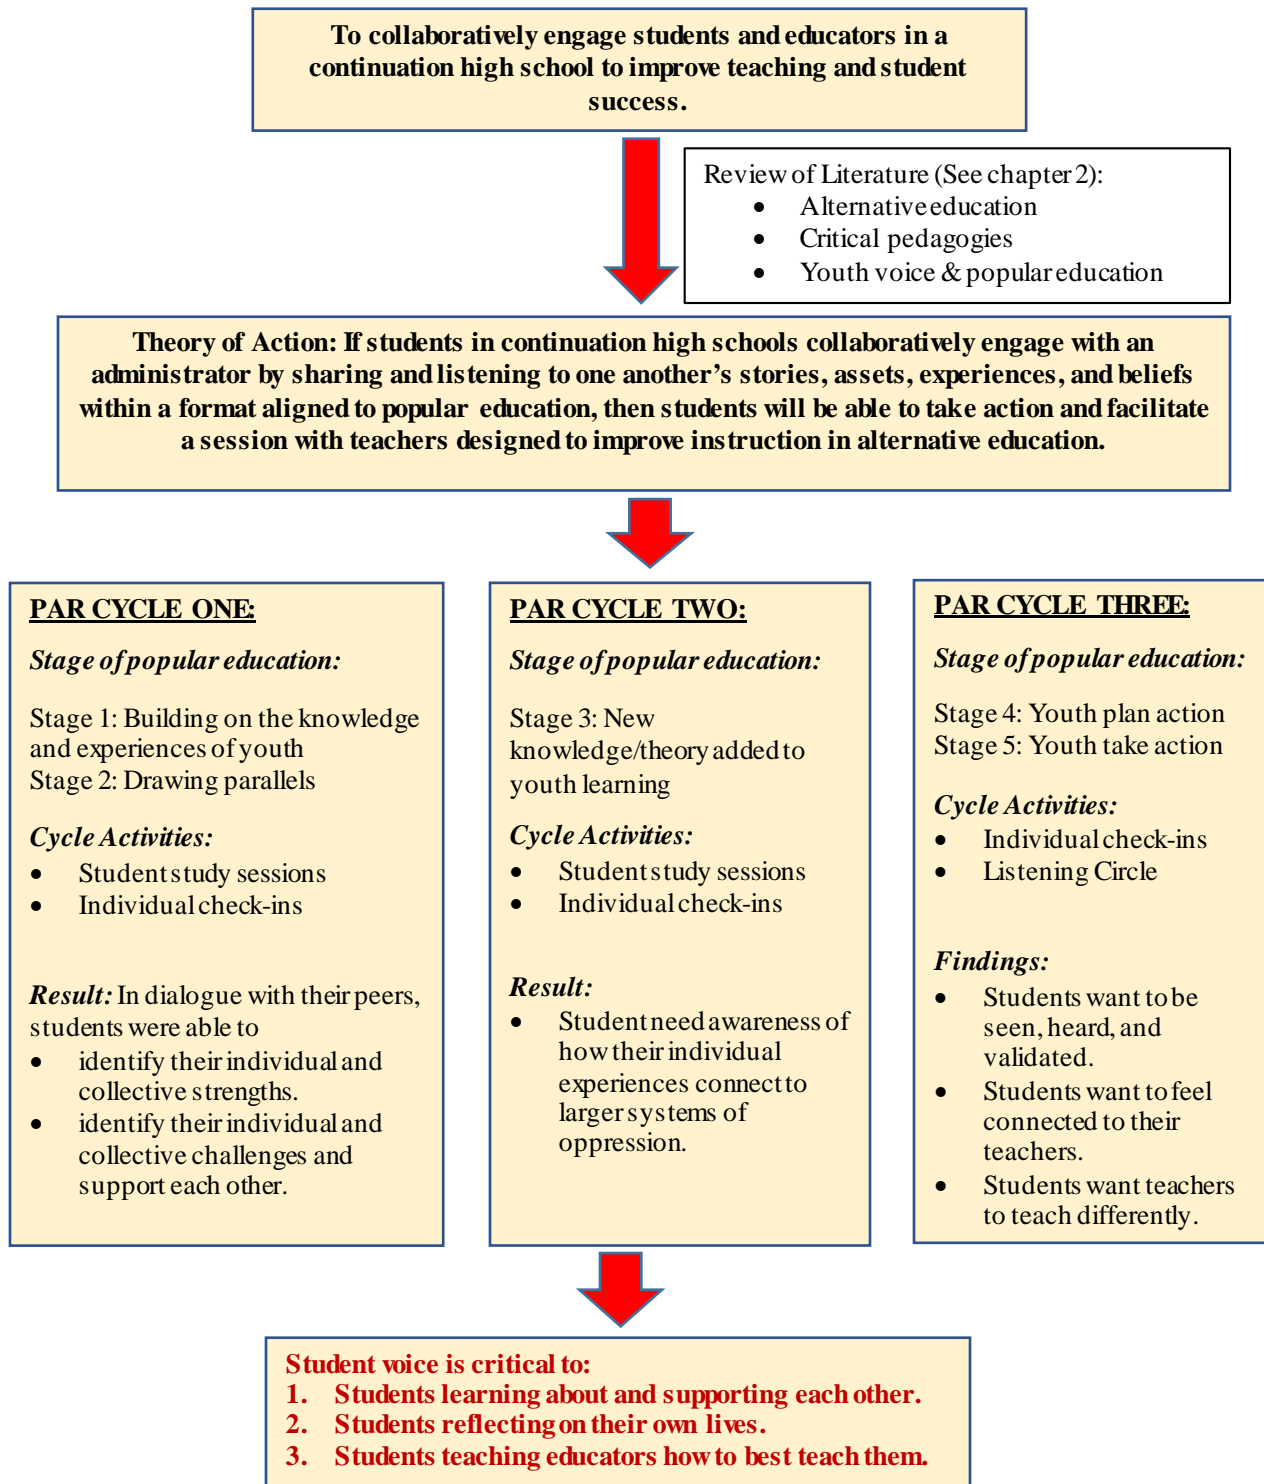 To collaboratively engage students and educators in a
continuation high school to improve teaching and student
success.
Review of Literature (See chapter 2):
• Alternative education
• Critical pedagogies
• Youth voice & popular education
Theory of Action: If students in continuation high schools collaboratively engage with an
administrator by sharing and listening to one another’s stories, assets, experiences, and beliefs
within a format aligned to popular education, then students will be able to take action and facilitate
a session with teachers designed to improve instruction in alternative education.
PAR CYCLE ONE:
Stage of popular education:
Stage 1: Building on the knowledge
and experiences of youth
Stage 2: Drawing parallels
Cycle Activities:
• Student study sessions
• Individual check-ins
Result: In dialogue with their peers,
students were able to
• identify their individual and
collective strengths.
• identify their individual and
collective challenges and
support each other.
PAR CYCLE TWO:
Stage of popular education:
Stage 3: New
knowledge/theory added to
youth learning
Cycle Activities:
• Student study sessions
• Individual check-ins
Result:
• Student need awareness of
how their individual
experiences connect to
larger systems of
oppression.
PAR CYCLE THREE:
Stage of popular education:
Stage 4: Youth plan action
Stage 5: Youth take action
Cycle Activities:
• Individual check-ins
• Listening Circle
Findings:
• Students want to be
seen, heard, and
validated.
• Students want to feel
connected to their
teachers.
• Students want teachers
to teach differently.
Student voice is critical to:
1. Students learning about and supporting each other.
2. Students reflecting on their own lives.
3. Students teaching educators how to best teach them.